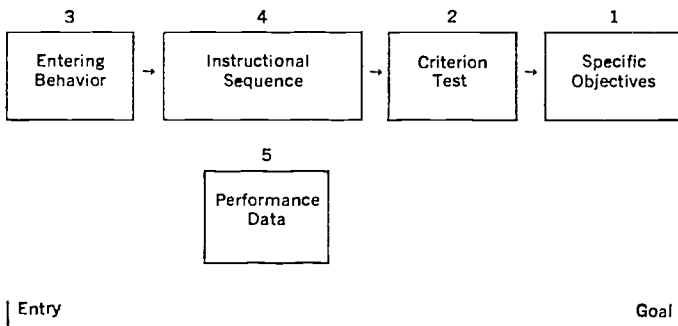 3 4 2 1
Entering Behavior → Instructional Sequence → Criterion Test → Specific Objectives
5
Performance Data
Entry Goal